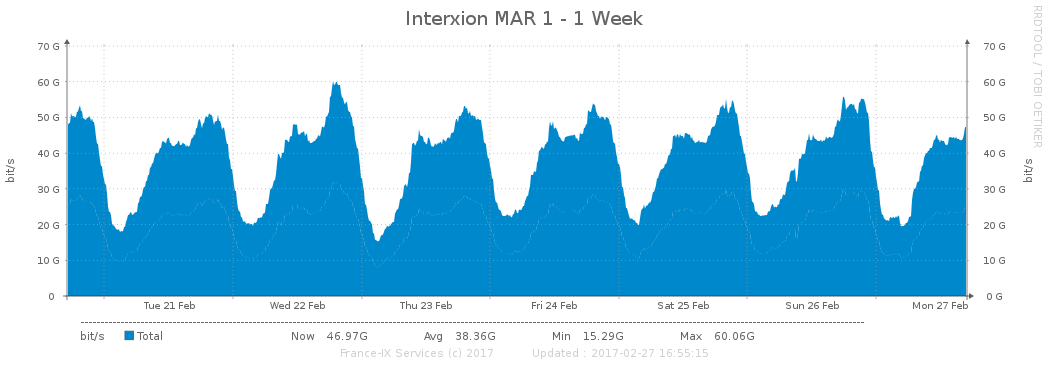 Interxion MAR 1 - 1 Week
RRDTOOL / TOBI OETIKER
70 G 70 G
60 G 60 G
50 G 50 G
40 G 40 G
30 G 30 G
20 G 20 G
10 G 10 G
0 0 G
bit/s bit/s
Tue 21 Feb Wed 22 Feb Thu 23 Feb Fri 24 Feb Sat 25 Feb Sun 26 Feb Mon 27 Feb
bit/s Total Now 46.97G Avg 38.36G Min 15.29G Max 60.06G
France-IX Services (c) 2017 Updated : 2017-02-27 16:55:15